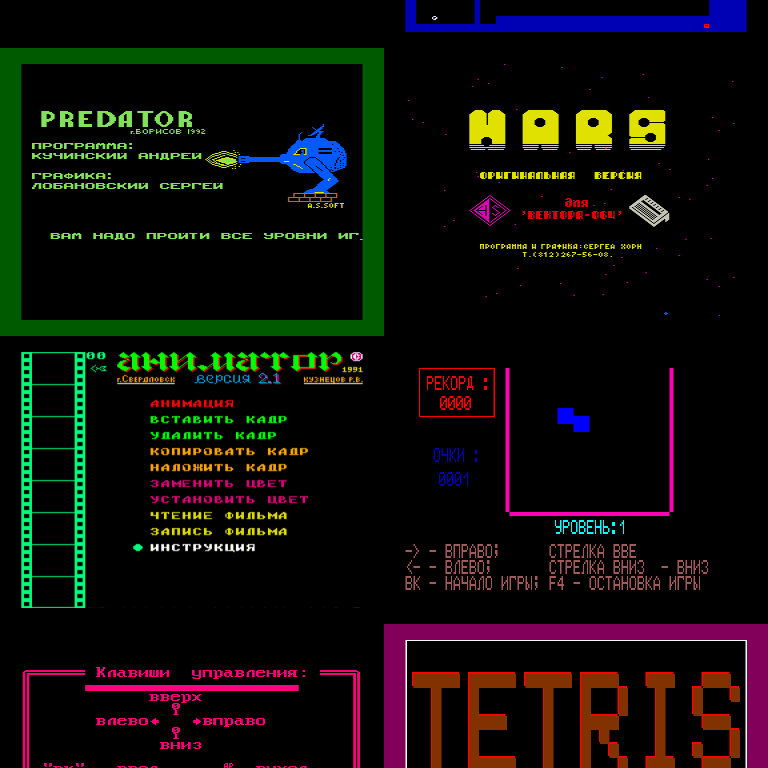 PREDATOR
г.БОРИСОВ 1992
ПРОГРАММА:
КУЧИНСКИЙ АНДРЕЙ
ГРАФИКА:
ЛОБАНОВСКИЙ СЕРГЕЙ
A.S.SOFT
ВАМ НАДО ПРОЙТИ ВСЕ УРОВНИ ИГ
MARS
ОРИГИНАЛЬНАЯ ВЕРСИЯ
для
"ВЕКТОРА-06Ц"
ПРОГРАММА И ГРАФИКА:СЕРГЕЯ ХОРН
Т.(812)267-56-08.
00
аниматор
©
1991
г.Свердловск версия 2.1 КУЗНЕЦОВ Р.В.
АНИМАЦИЯ
ВСТАВИТЬ КАДР
УДАЛИТЬ КАДР
КОПИРОВАТЬ КАДР
НАЛОЖИТЬ КАДР
ЗАМЕНИТЬ ЦВЕТ
УСТАНОВИТЬ ЦВЕТ
ЧТЕНИЕ ФИЛЬМА
ЗАПИСЬ ФИЛЬМА
ИНСТРУКЦИЯ
РЕКОРД :
0000
ОЧКИ :
0001
УРОВЕНЬ:1
-> - ВПРАВО; СТРЕЛКА ВВЕ
<- - ВЛЕВО; СТРЕЛКА ВНИЗ - ВНИЗ
ВК - НАЧАЛО ИГРЫ; F4 - ОСТАНОВКА ИГРЫ
Клавиши управления:
вверх
влево вправо
вниз
TETRIS